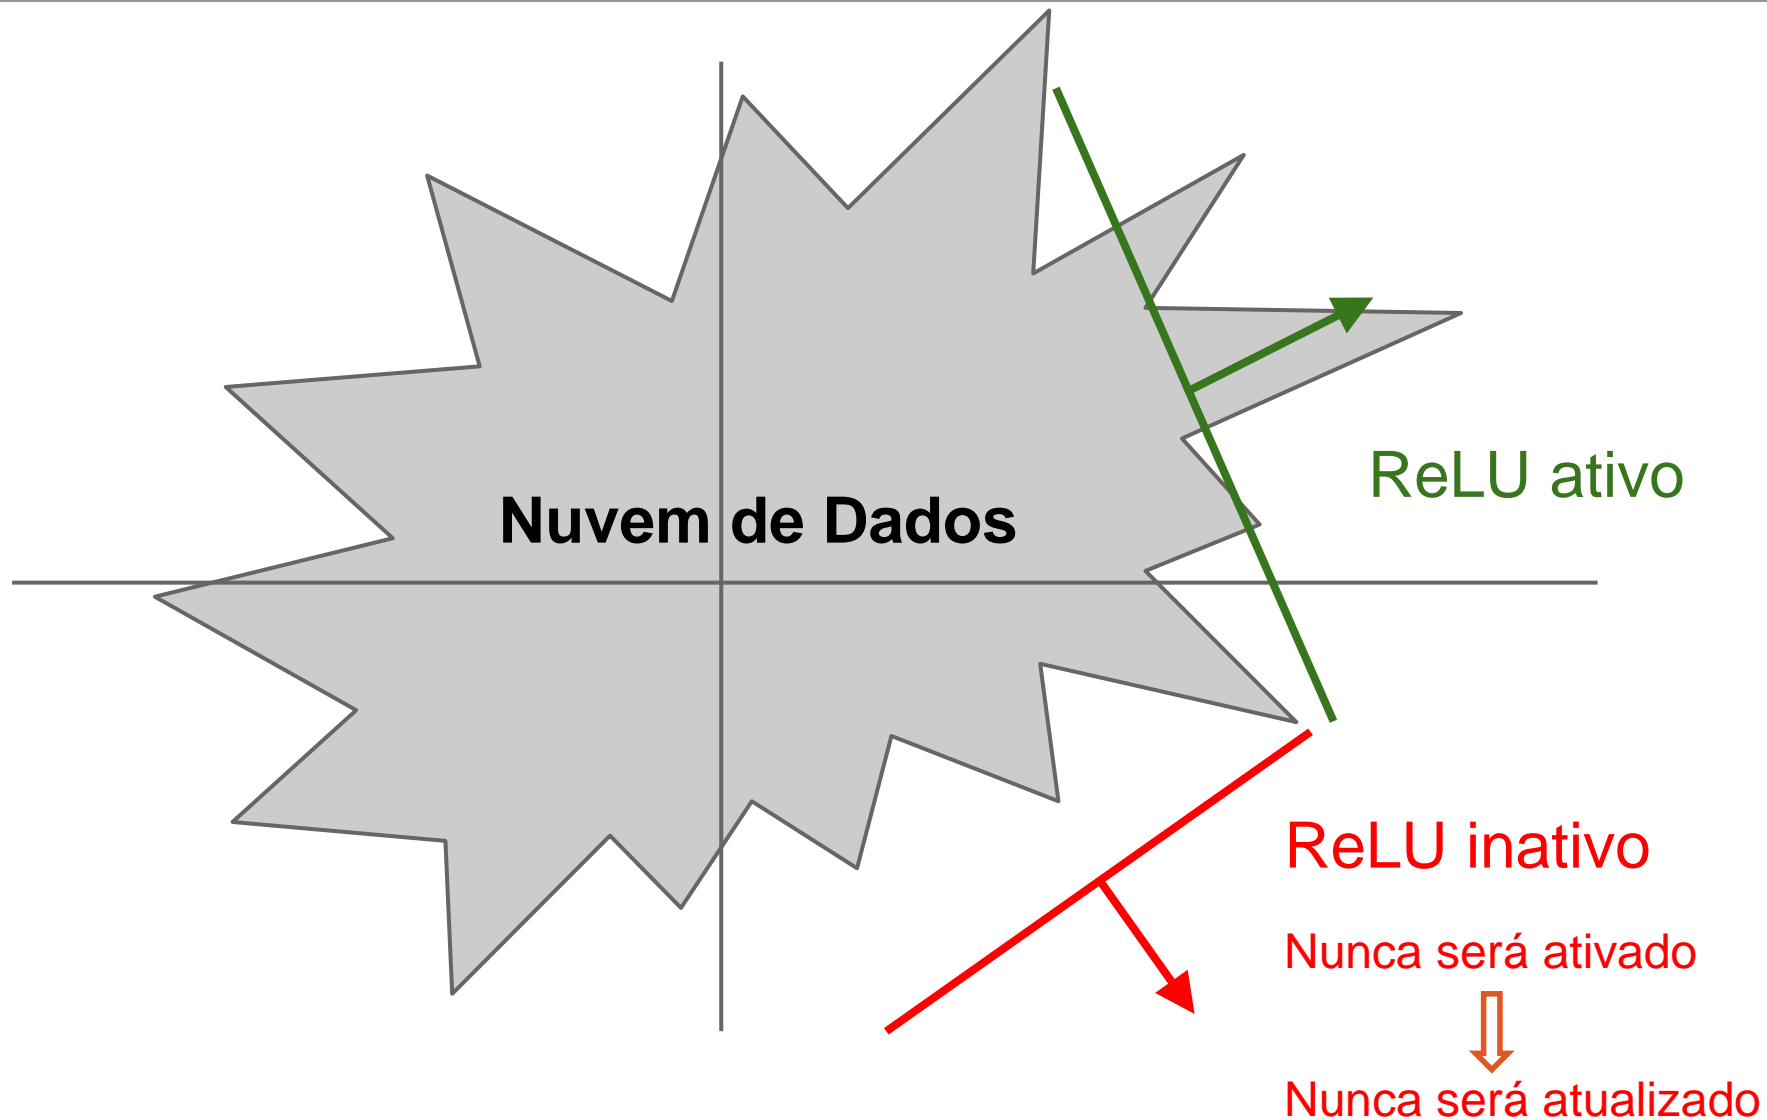 Nuvem de Dados
ReLU ativo
ReLU inativo
Nunca será ativado
Nunca será atualizado